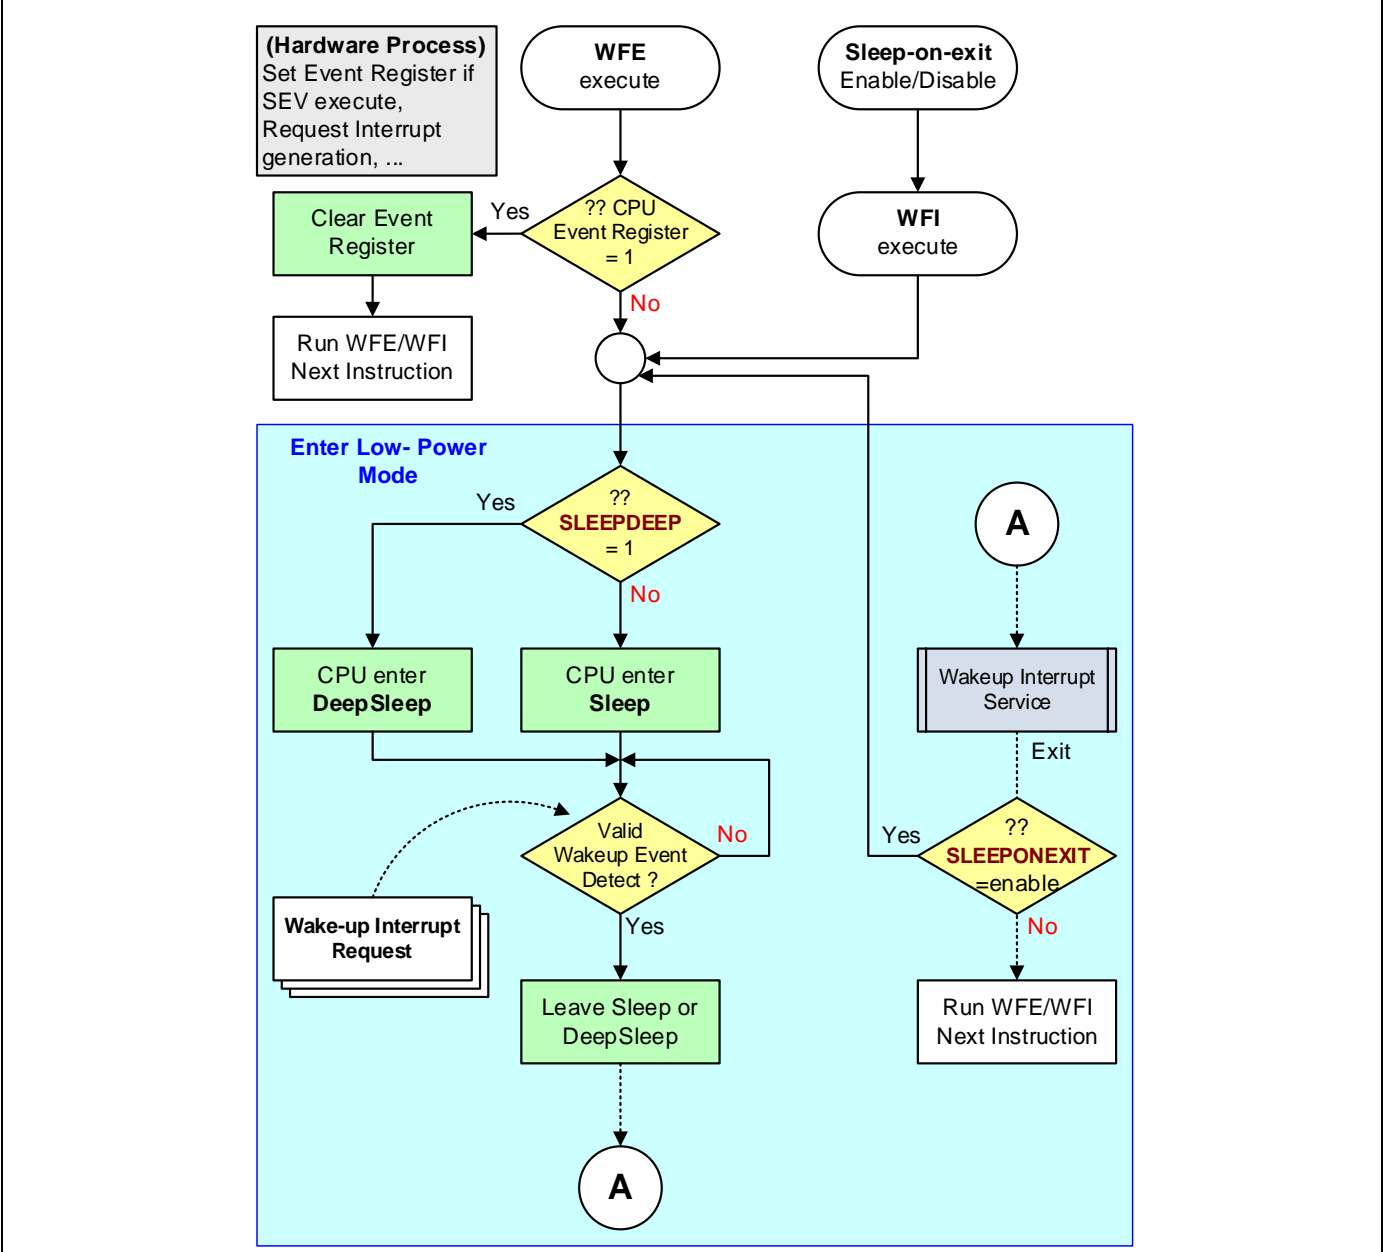 (Hardware Process)
Set Event Register if
SEV execute,
Request Interrupt
generation, ...
WFE
execute
Sleep-on-exit
Enable/Disable
Clear Event
Register
Yes
?? CPU
Event Register
= 1
No
WFI
execute
Run WFE/WFI
Next Instruction
Enter Low- Power
Mode
Yes
??
SLEEPDEEP
= 1
No
A
CPU enter
DeepSleep
CPU enter
Sleep
Wakeup Interrupt
Service
Exit
Valid
Wakeup Event
Detect ?
No
Yes
Yes
??
SLEEPONEXIT
=enable
No
Wake-up Interrupt
Request
Leave Sleep or
DeepSleep
Run WFE/WFI
Next Instruction
A